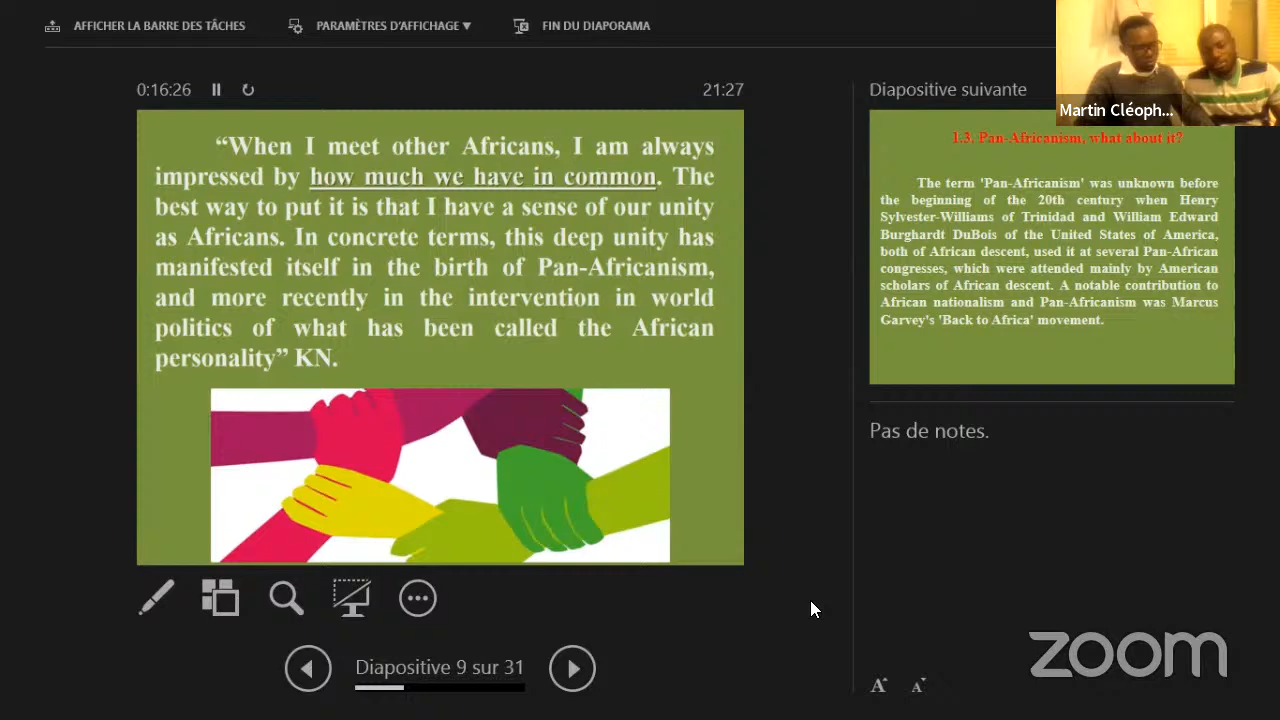 AFFICHER LA BARRE DES TÂCHES
PARAMÈTRES D'AFFICHAGE ▼
FIN DU DIAPORAMA
Martin Cléoph...
0:16:26
21:27
“When I meet other Africans, I am always
impressed by how much we have in common. The
best way to put it is that I have a sense of our unity
as Africans. In concrete terms, this deep unity has
manifested itself in the birth of Pan-Africanism,
and more recently in the intervention in world
politics of what has been called the African
personality” KN.
Diapositive 9 sur 31
Diapositive suivante
1.3. Pan-Africanism, what about it?
The term 'Pan-Africanism' was unknown before
the beginning of the 20th century when Henry
Sylvester-Williams of Trinidad and William Edward
Burghardt DuBois of the United States of America,
both of African descent, used it at several Pan-African
congresses, which were attended mainly by American
scholars of African descent. A notable contribution to
African nationalism and Pan-Africanism was Marcus
Garvey's 'Back to Africa' movement.
Pas de notes.
A A
zoom